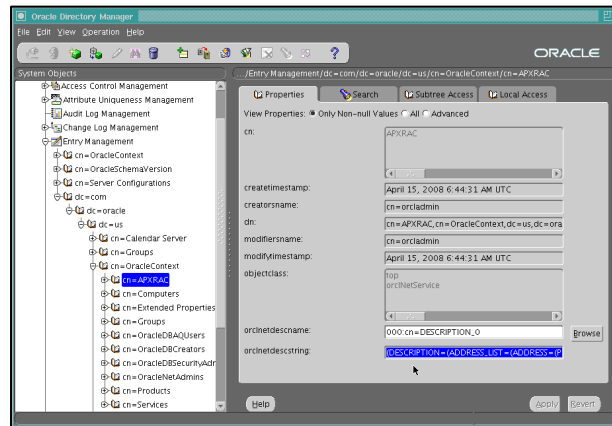 Oracle Directory Manager
File Edit View Operation Help
ORACLE
System Objects
.../Entry Management/dc=com/dc=oracle/dc=us/cn=OracleContext/cn=APXRAC
Access Control Management
Attribute Uniqueness Management
Audit Log Management
Change Log Management
Entry Management
cn=OracleContext
cn=OracleSchemaVersion
cn=Server Configurations
dc=com
dc=oracle
dc=us
cn=Calendar Server
cn=Groups
cn=OracleContext
cn=APXRAC
cn=Computers
cn=Extended Properties
cn=Groups
cn=OracleDBAQUsers
cn=OracleDBCreators
cn=OracleDBSecurityAdr
cn=OracleNetAdmins
cn=Products
cn=Services
Properties Search Subtree Access Local Access
View Properties: Only Non-null Values All Advanced
cn: APXRAC
createtimestamp: April 15, 2008 6:44:31 AM UTC
creatorsname: cn=orcladmin
dn: cn=APXRAC,cn=OracleContext,dc=us,dc=ora
modifiersname: cn=orcladmin
modifytimestamp: April 15, 2008 6:44:31 AM UTC
objectclass: top
orclNetService
orclnetdescname: 000:cn=DESCRIPTION_0 Browse
orclnetdescstring: (DESCRIPTION=(ADDRESS_LIST=(ADDRESS=(P
Help Apply Revert